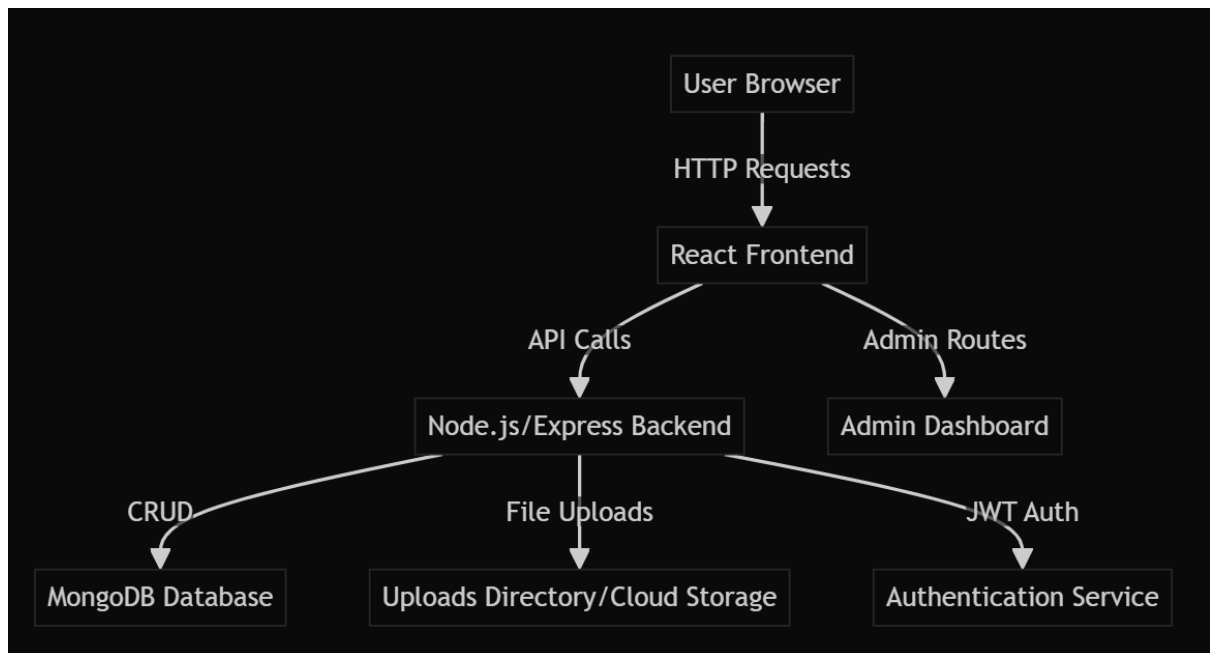 User Browser
HTTP Requests
React Frontend
API Calls
Admin Routes
Node.js/Express Backend
Admin Dashboard
CRUD
File Uploads
JWT Auth
MongoDB Database
Uploads Directory/Cloud Storage
Authentication Service